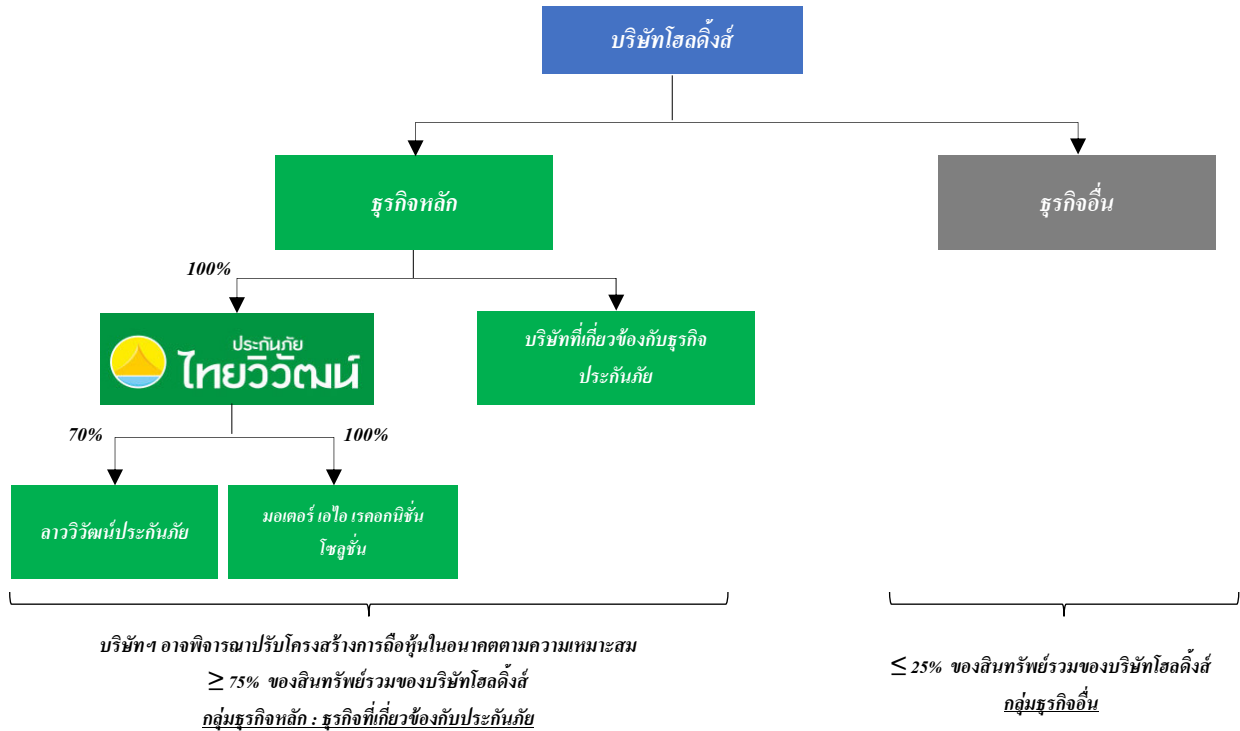 บริษัทโฮลดิ้งส์
ธุรกิจหลัก
ธุรกิจอื่น
100%
ประกันภัย
ไทยวิวัฒน์
บริษัทที่เกี่ยวข้องกับธุรกิจ
ประกันภัย
70%
100%
ลาววิวัฒน์ประกันภัย
มอเตอร์ เอไอ เรคอกนิชั่น
โซลูชั่น
บริษัทฯ อาจพิจารณาปรับโครงสร้างการถือหุ้นในอนาคตตามความเหมาะสม
≥ 75% ของสินทรัพย์รวมของบริษัทโฮลดิ้งส์
กลุ่มธุรกิจหลัก : ธุรกิจที่เกี่ยวข้องกับประกันภัย
≤ 25% ของสินทรัพย์รวมของบริษัทโฮลดิ้งส์
กลุ่มธุรกิจอื่น